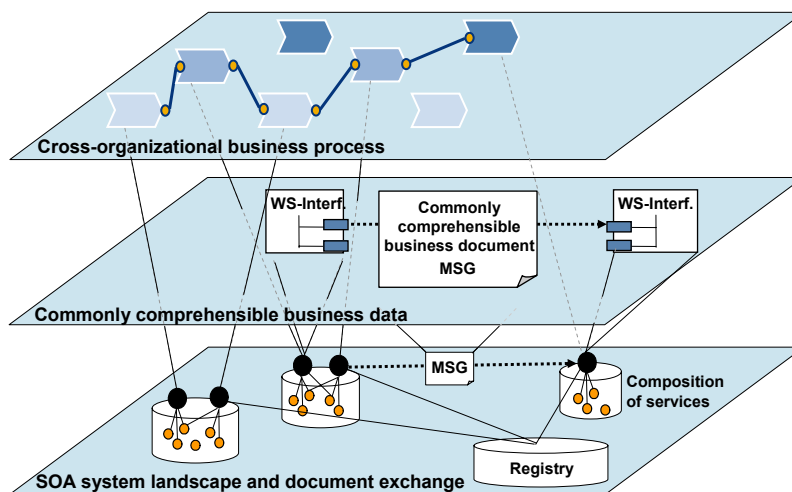 Cross-organizational business process
WS-Interf.
Commonly
comprehensible
business document
MSG
WS-Interf.
Commonly comprehensible business data
MSG
Composition
of services
Registry
SOA system landscape and document exchange